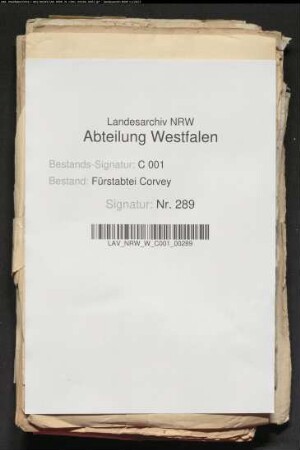 Landesarchiv NRW
Abteilung Westfalen
Bestands-Signatur: C 001
Bestand: Fürstabtei Corvey
Signatur: Nr. 289
LAV_NRW_W_C001_00289